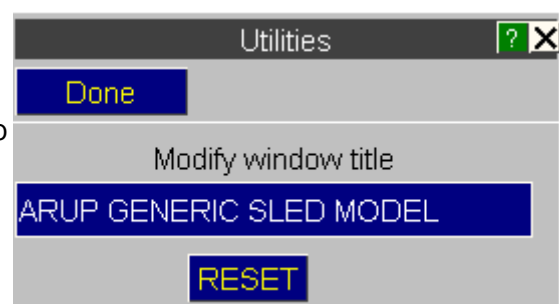 Utilities ? X
Done
o
Modify window title
ARUP GENERIC SLED MODEL
RESET